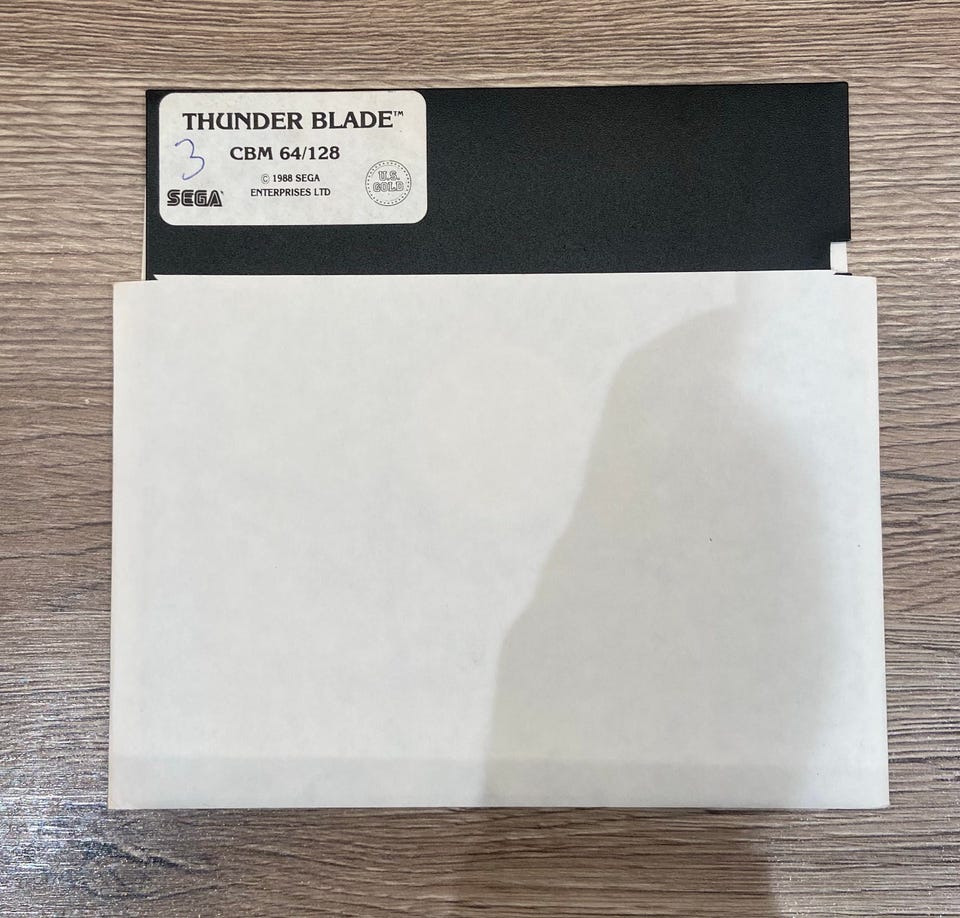 THUNDER BLADE™
3
CBM 64/128
© 1988 SEGA
ENTERPRISES LTD
SEGA®
U.S.
GOLD